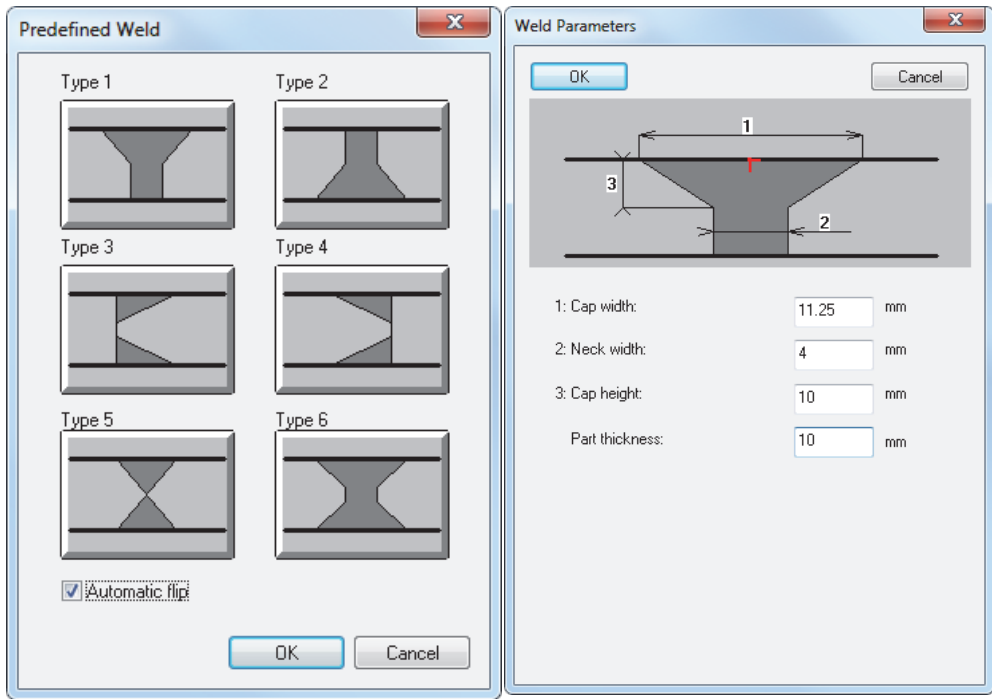 Predefined Weld
x
Type 1
Type 2
Type 3
Type 4
Type 5
Type 6
Automatic flip
OK
Cancel
Weld Parameters
x
OK
Cancel
1
3
2
1: Cap width:
11.25
mm
2: Neck width:
4
mm
3: Cap height:
10
mm
Part thickness:
10
mm